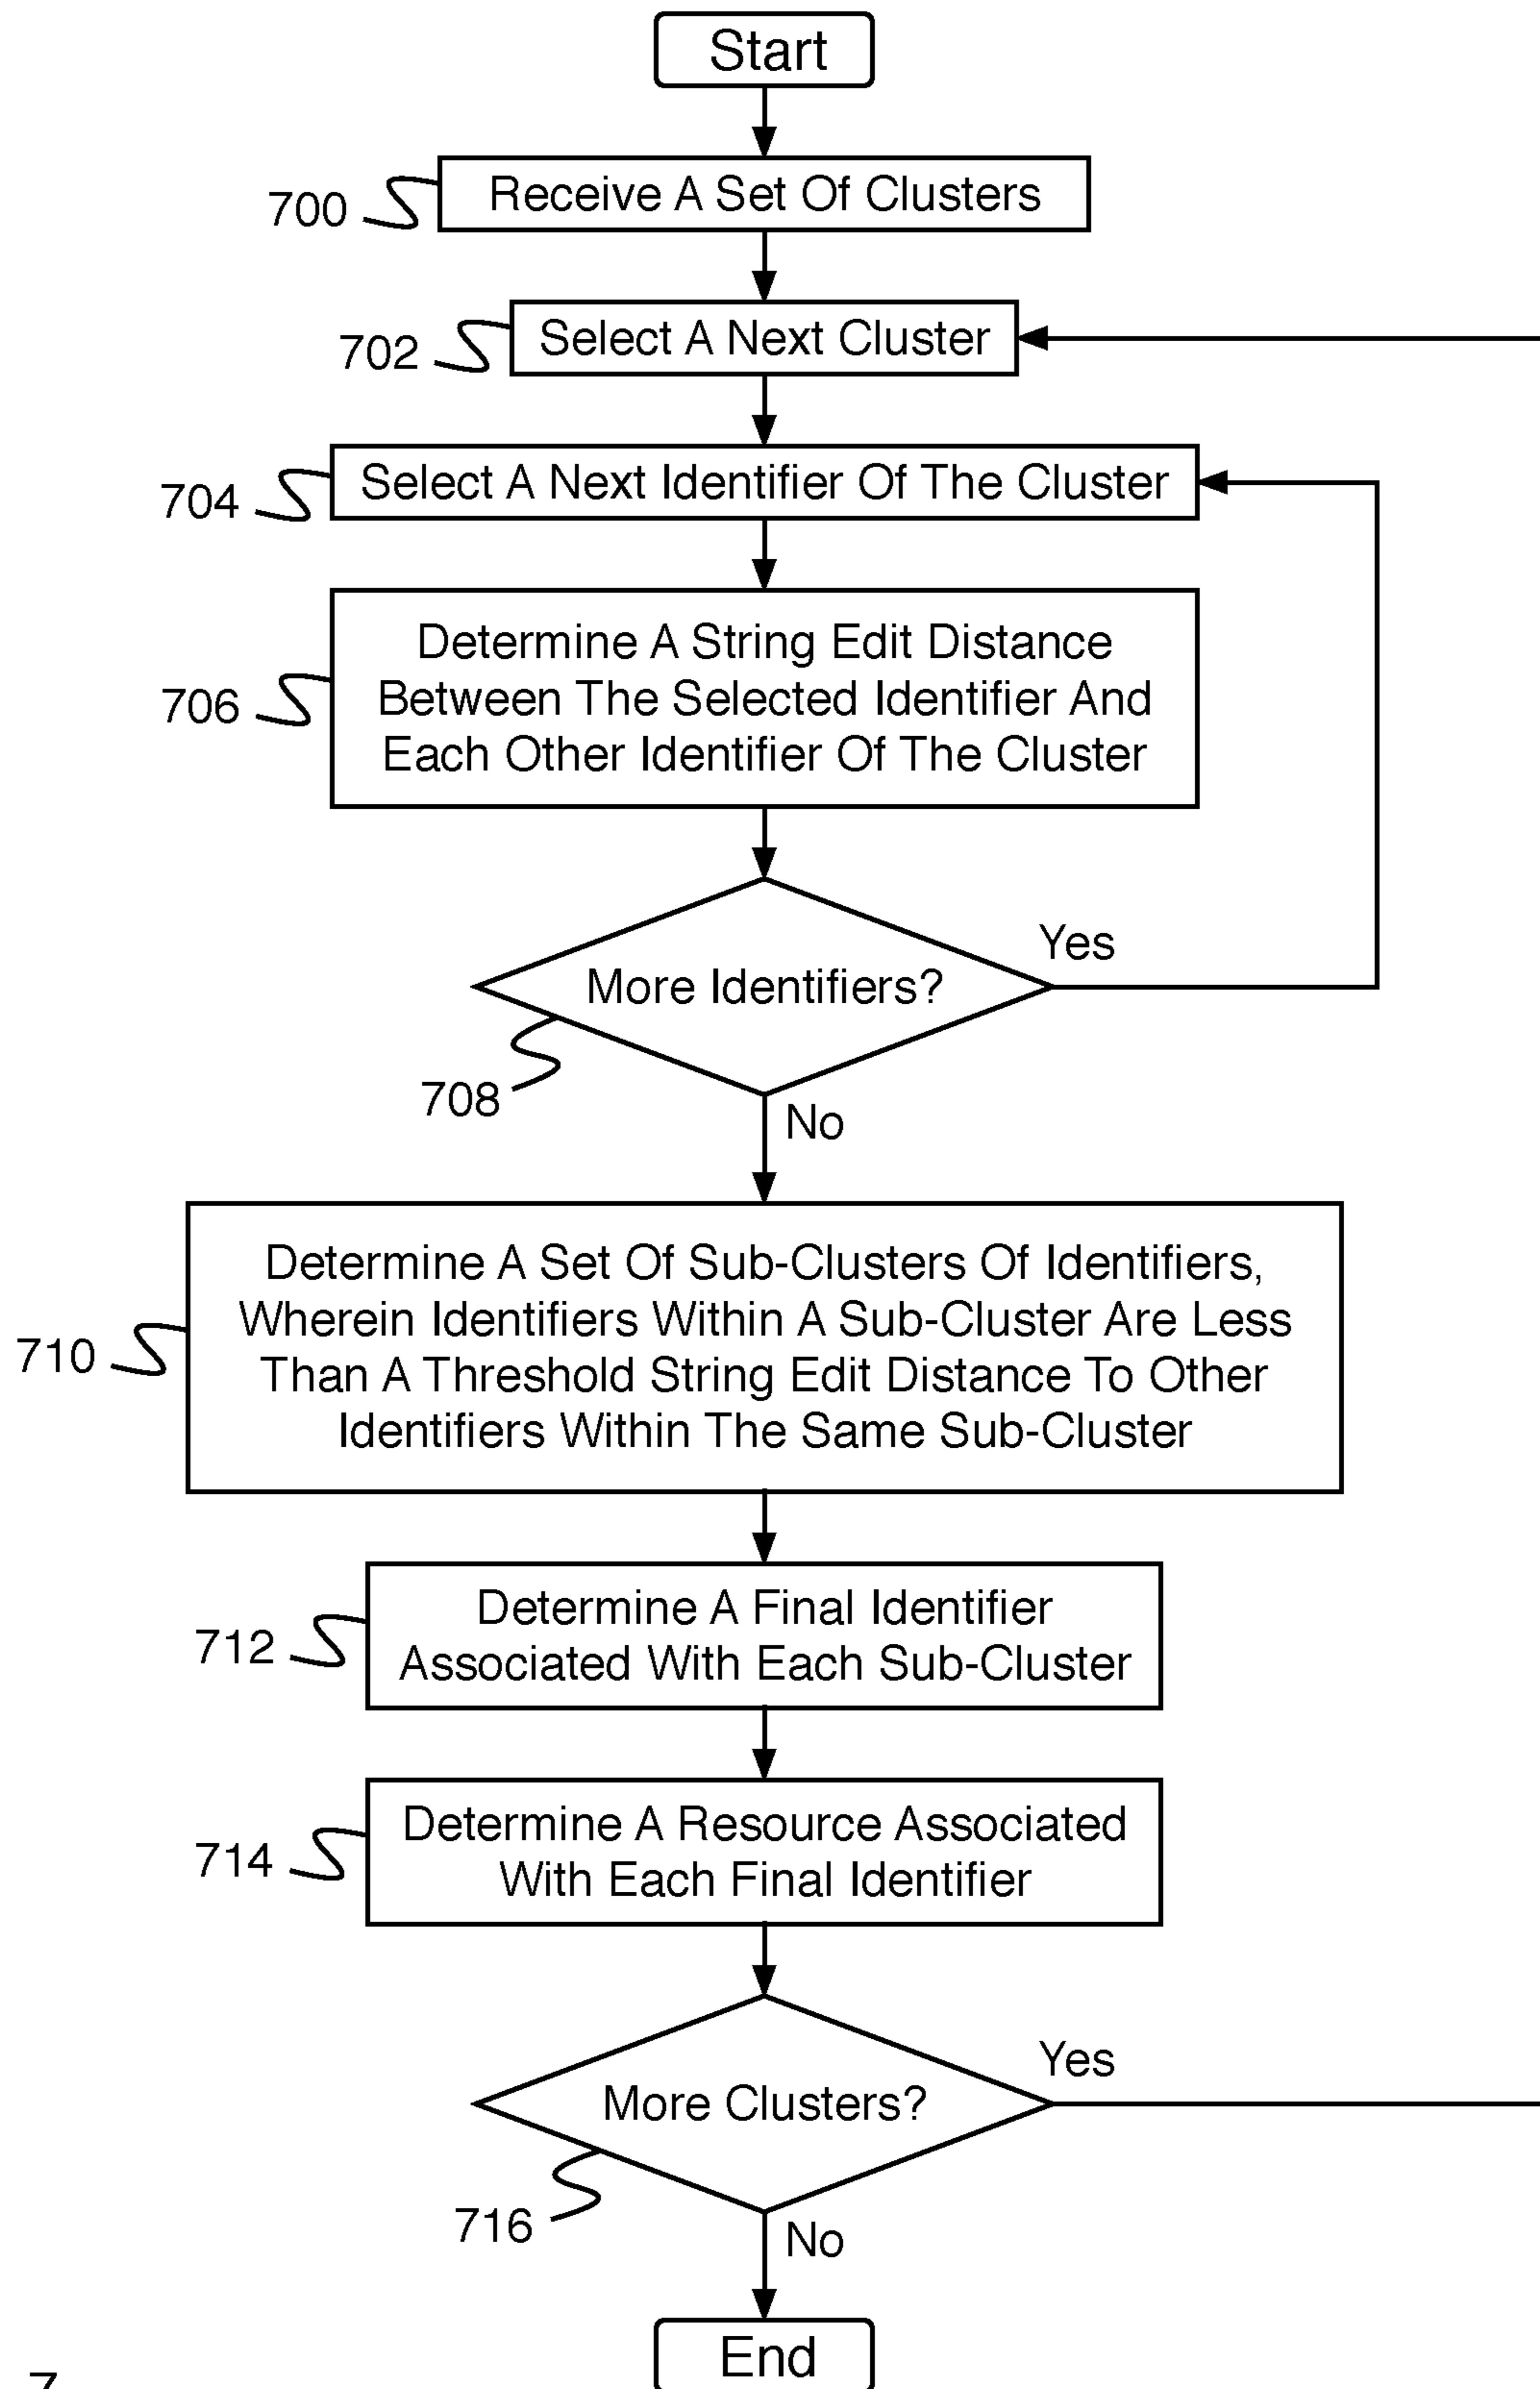 Start
700
Receive A Set Of Clusters
702
Select A Next Cluster
704
Select A Next Identifier Of The Cluster
706
Determine A String Edit Distance
Between The Selected Identifier And
Each Other Identifier Of The Cluster
More Identifiers?
Yes
708
No
710
Determine A Set Of Sub-Clusters Of Identifiers,
Wherein Identifiers Within A Sub-Cluster Are Less
Than A Threshold String Edit Distance To Other
Identifiers Within The Same Sub-Cluster
712
Determine A Final Identifier
Associated With Each Sub-Cluster
714
Determine A Resource Associated
With Each Final Identifier
More Clusters?
Yes
716
No
End